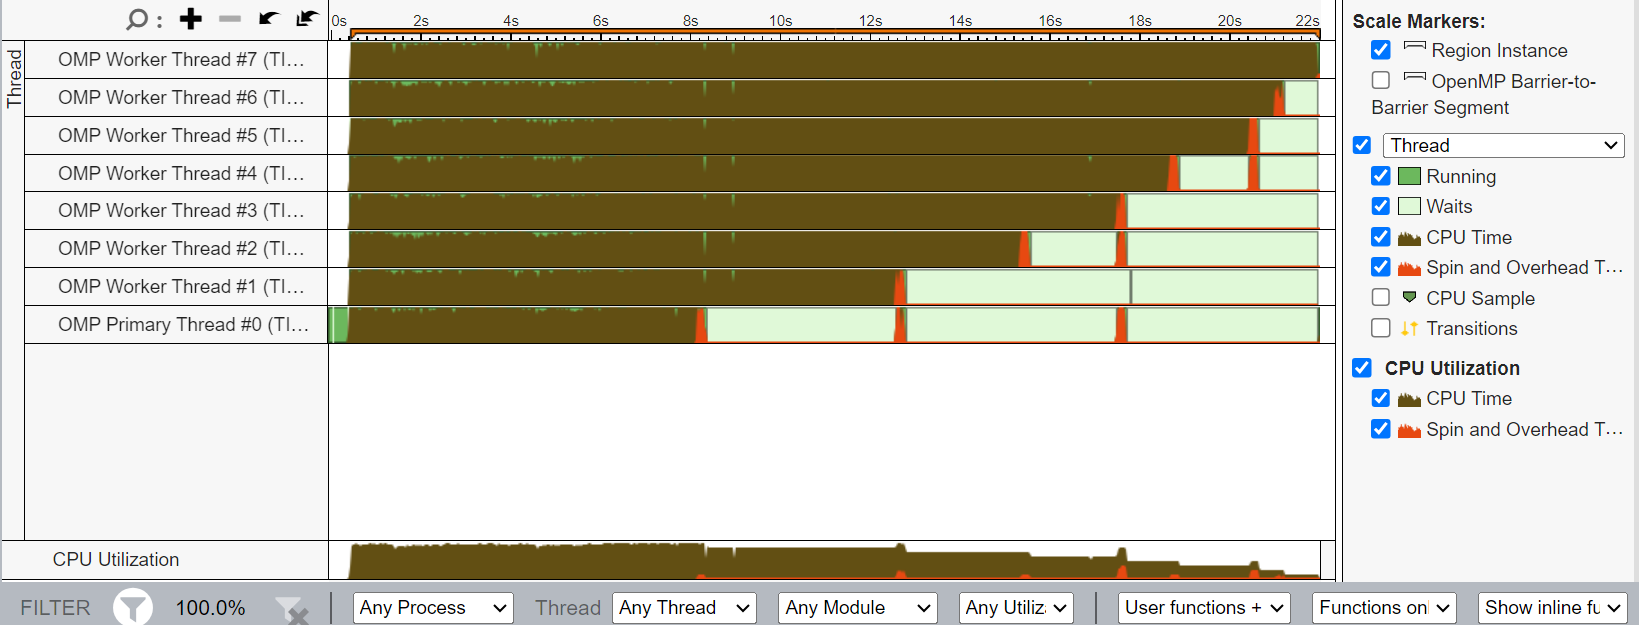 0s 2s 4s 6s 8s 10s 12s 14s 16s 18s 20s 22s
Thread
OMP Worker Thread #7 (TI...
OMP Worker Thread #6 (TI...
OMP Worker Thread #5 (TI...
OMP Worker Thread #4 (TI...
OMP Worker Thread #3 (TI...
OMP Worker Thread #2 (TI...
OMP Worker Thread #1 (TI...
OMP Primary Thread #0 (TI...
CPU Utilization
Scale Markers:
Region Instance
OpenMP Barrier-to-
Barrier Segment
Thread
Running
Waits
CPU Time
Spin and Overhead T...
CPU Sample
Transitions
CPU Utilization
CPU Time
Spin and Overhead T...
FILTER 100.0% Any Process Thread Any Thread Any Module Any Utiliz User functions + Functions onl Show inline fu